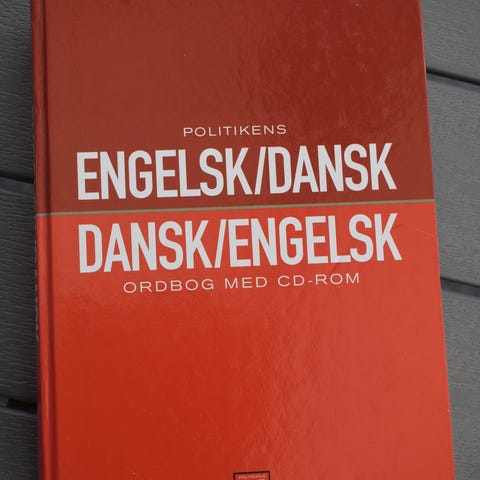 POLITIKENS
ENGELSK/DANSK
DANSK/ENGELSK
ORDBOG MED CD-ROM